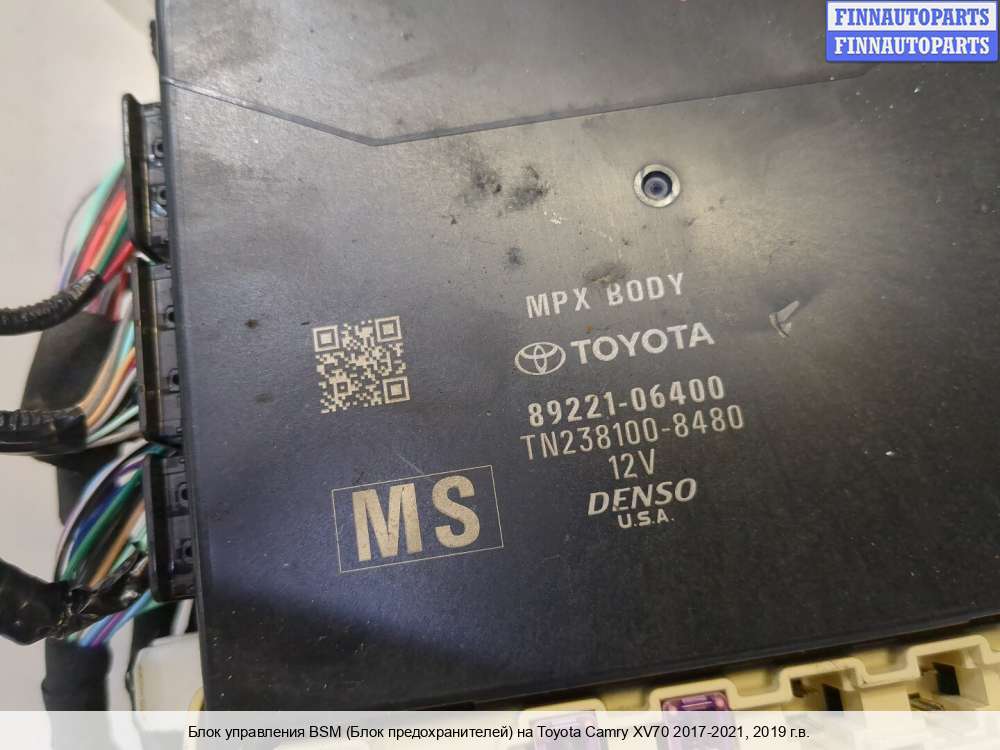 FINNAUTOPARTS
FINNAUTOPARTS
MPX BODY
TOYOTA
89221-06400
TN238100-8480
12V
DENSO
U.S.A.
MS
Блок управления BSM (Блок предохранителей) на Toyota Camry XV70 2017-2021, 2019 г.в.